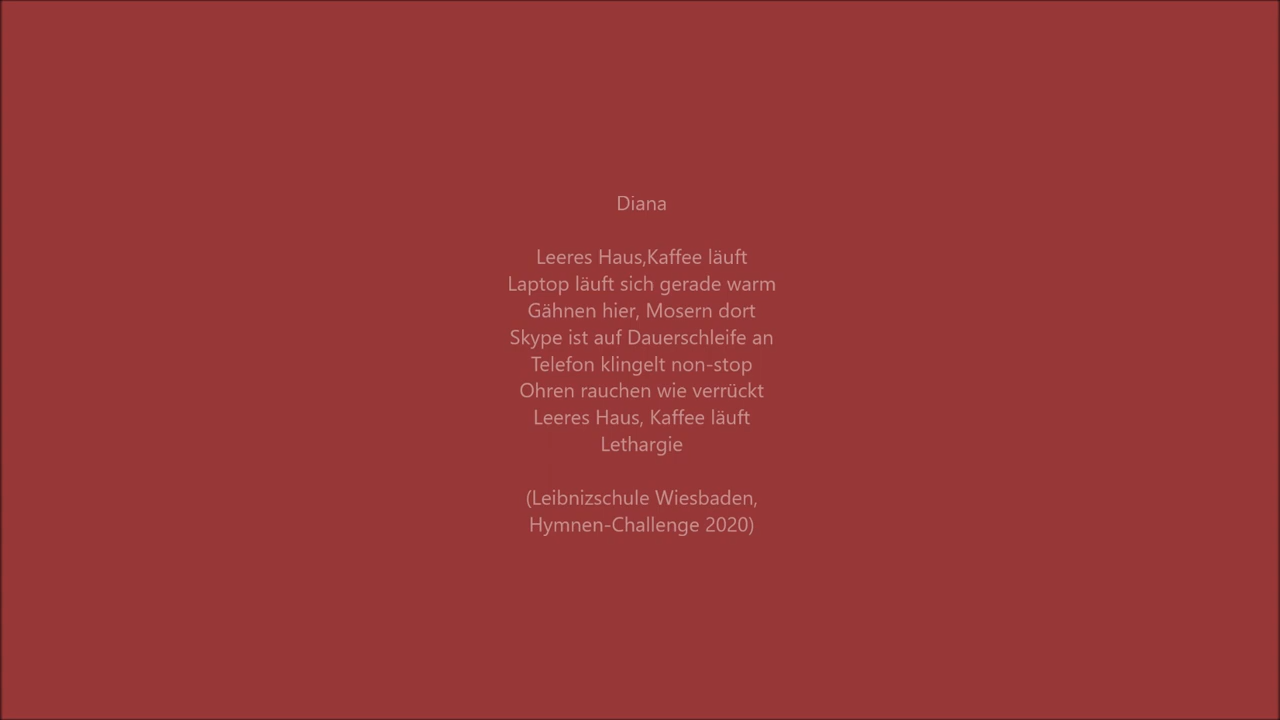 Diana
Leeres Haus,Kaffee läuft
Laptop läuft sich gerade warm
Gähnen hier, Mosern dort
Skype ist auf Dauerschleife an
Telefon klingelt non-stop
Ohren rauchen wie verrückt
Leeres Haus, Kaffee läuft
Lethargie
(Leibnizschule Wiesbaden,
Hymnen-Challenge 2020)